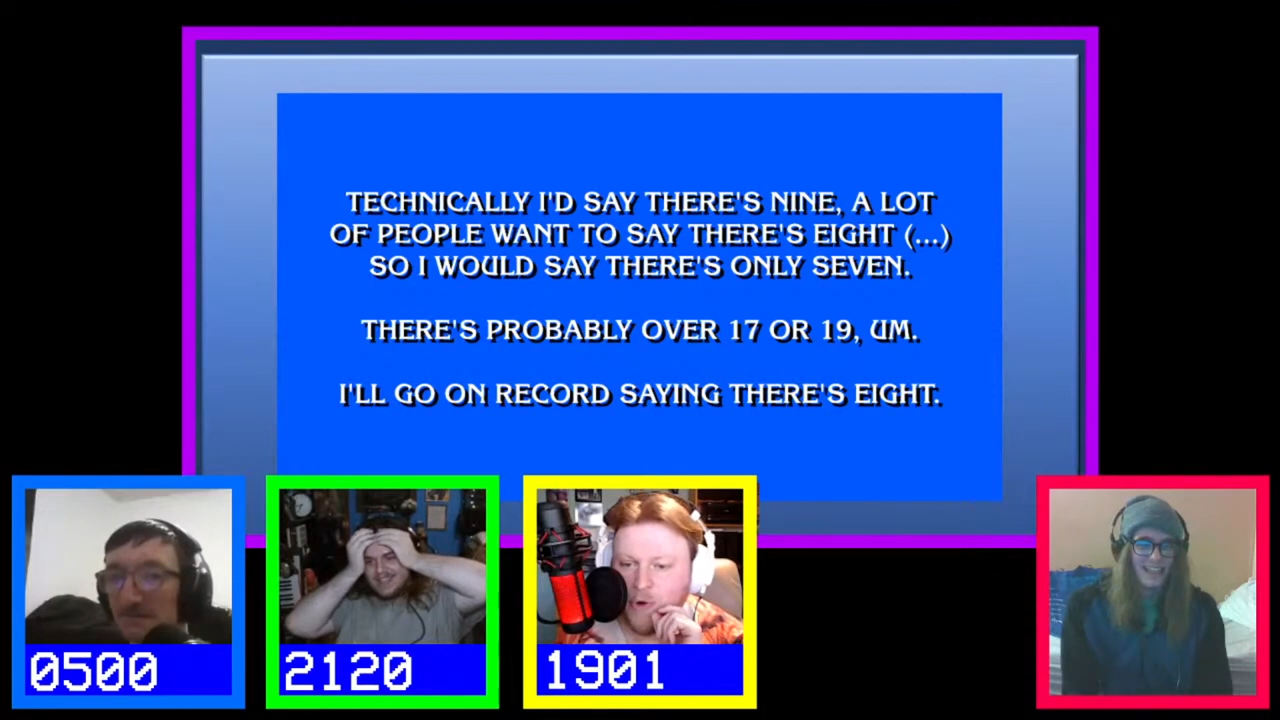 TECHNICALLY I'D SAY THERE'S NINE, A LOT
OF PEOPLE WANT TO SAY THERE'S EIGHT (...)
SO I WOULD SAY THERE'S ONLY SEVEN.
THERE'S PROBABLY OVER 17 OR 19, UM.
I'LL GO ON RECORD SAYING THERE'S EIGHT.
0500
2120
1901